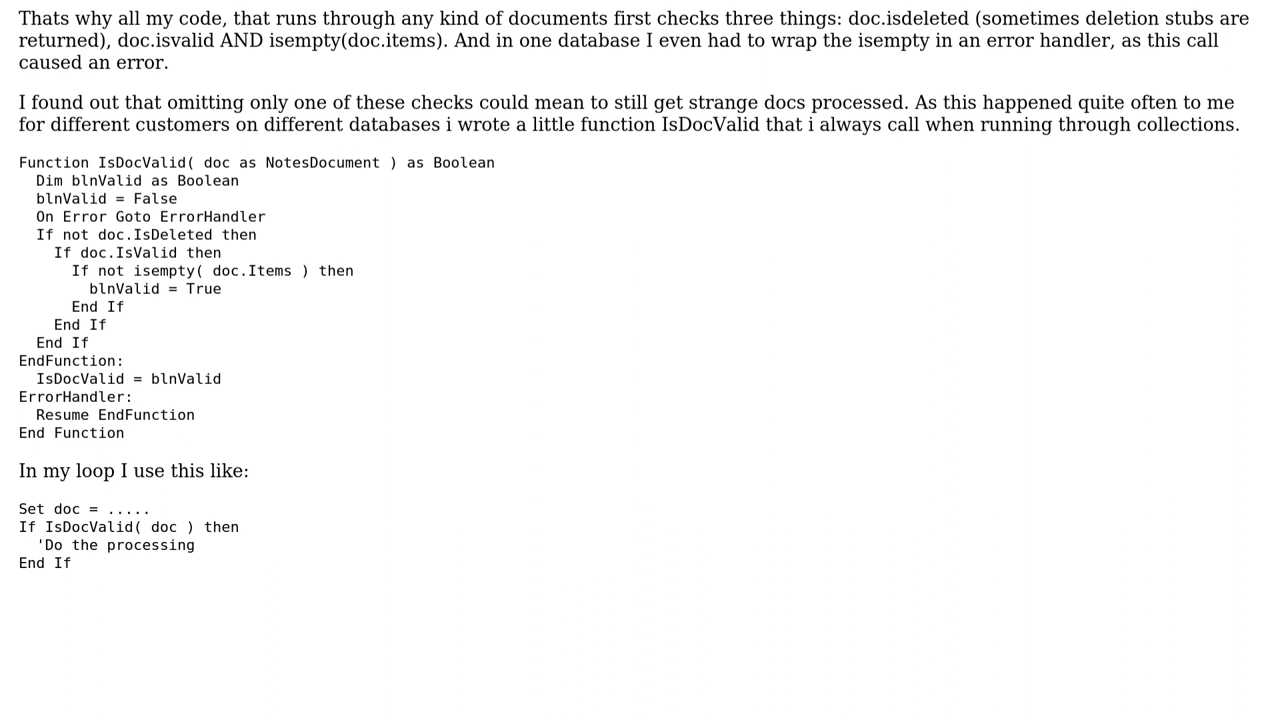 Thats why all my code, that runs through any kind of documents first checks three things: doc.isdeleted (sometimes deletion stubs are
returned), doc.isvalid AND isempty(doc.items). And in one database I even had to wrap the isempty in an error handler, as this call
caused an error.
I found out that omitting only one of these checks could mean to still get strange docs processed. As this happened quite often to me
for different customers on different databases i wrote a little function IsDocValid that i always call when running through collections.
Function IsDocValid( doc as NotesDocument ) as Boolean
  Dim blnValid as Boolean
  blnValid = False
  On Error Goto ErrorHandler
  If not doc.IsDeleted then
    If doc.IsValid then
      If not isempty( doc.Items ) then
        blnValid = True
      End If
    End If
  End If
EndFunction:
  IsDocValid = blnValid
ErrorHandler:
  Resume EndFunction
End Function
In my loop I use this like:
Set doc = .....
If IsDocValid( doc ) then
  'Do the processing
End If